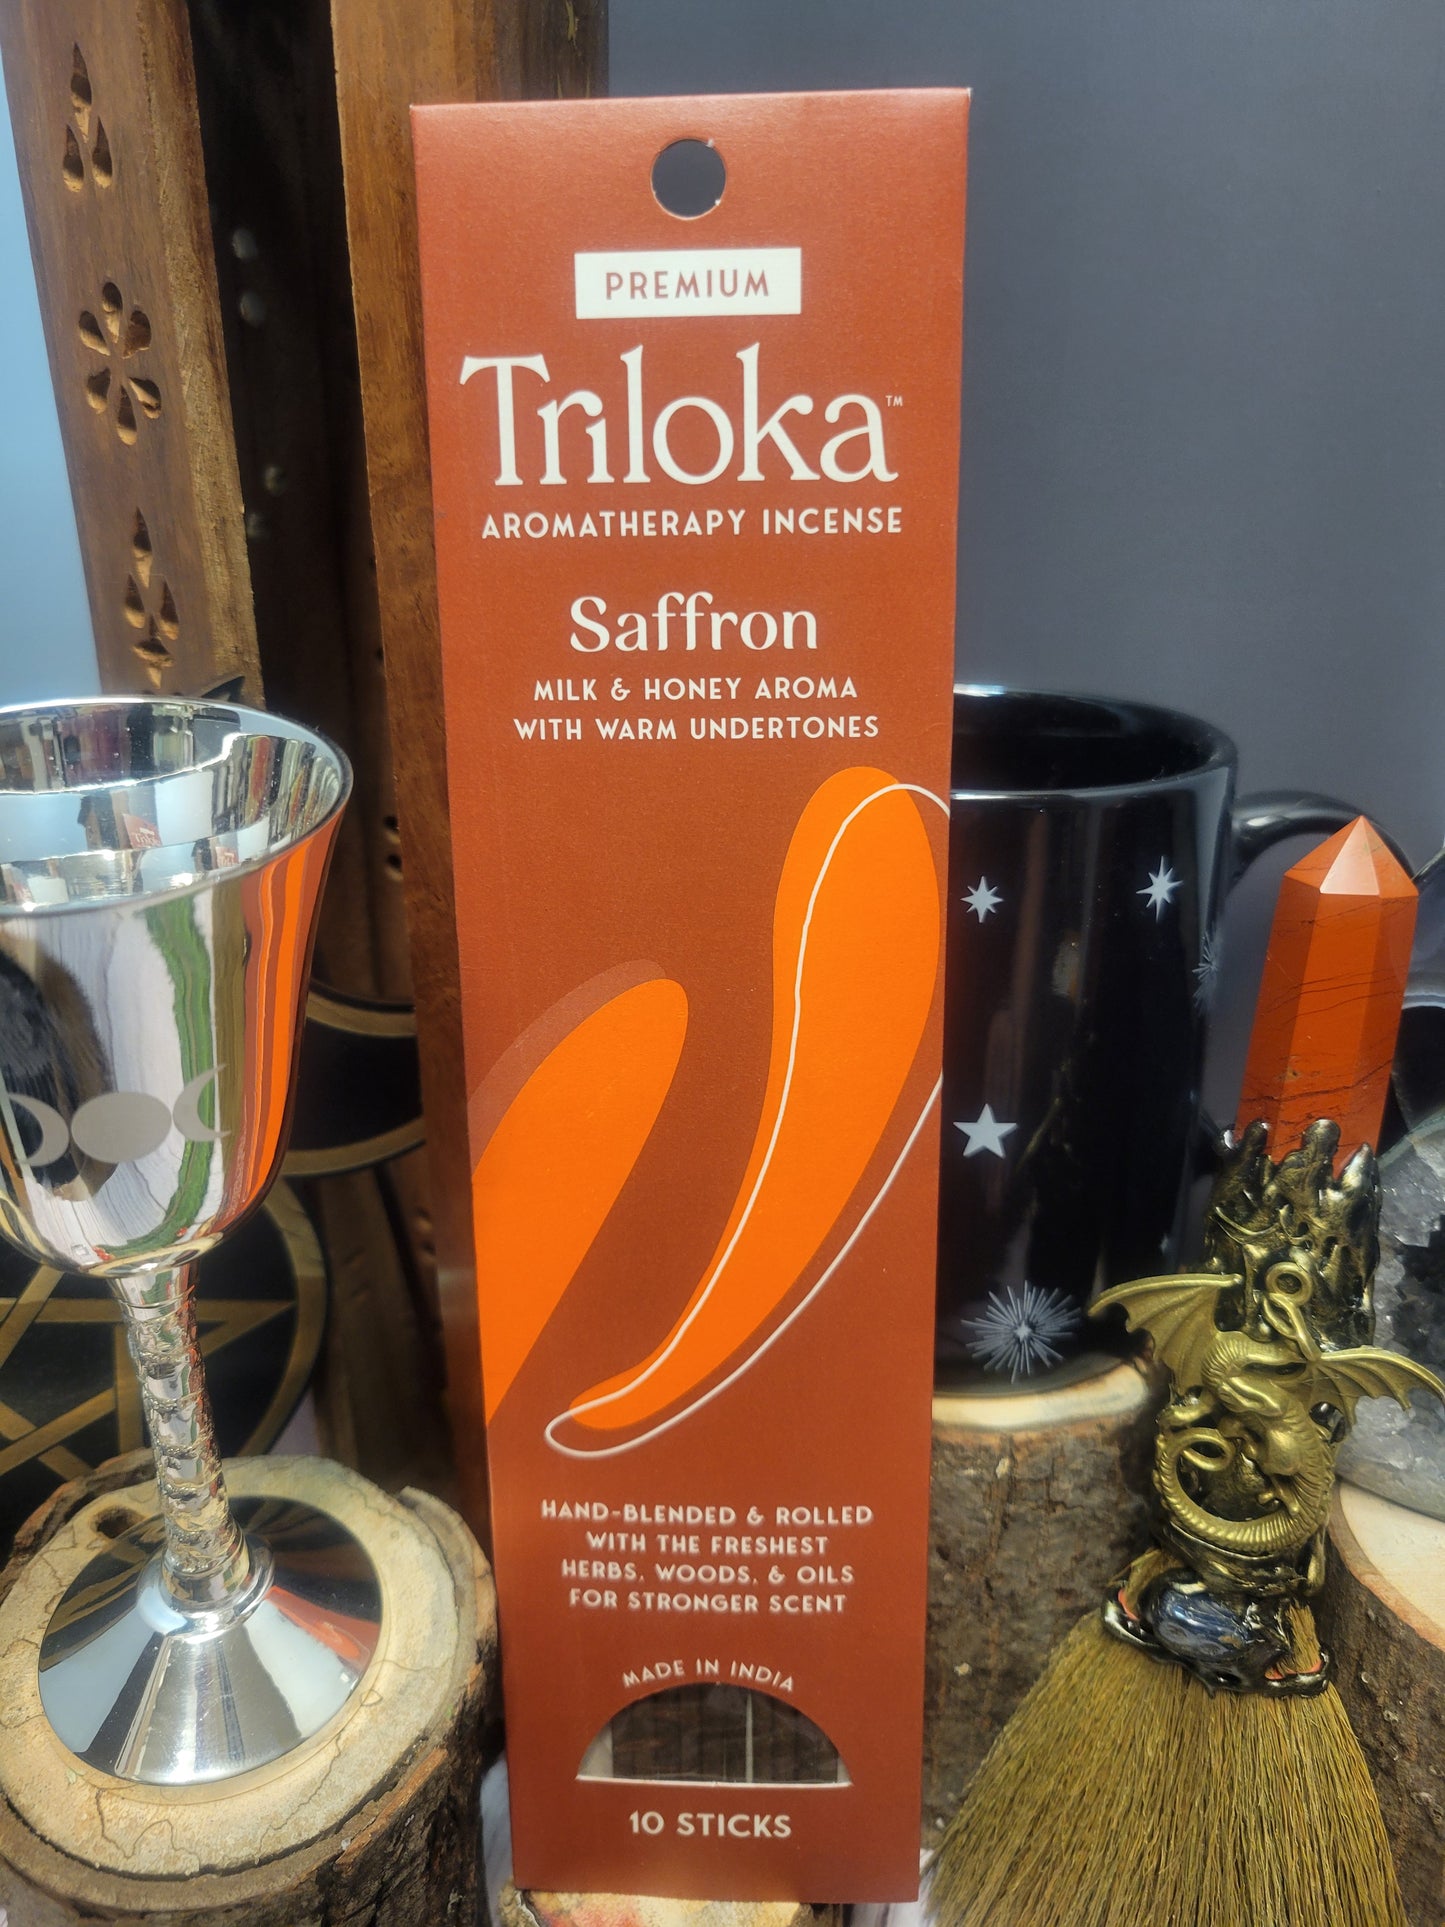 PREMIUM
Triloka™
AROMATHERAPY INCENSE
Saffron
MILK & HONEY AROMA
WITH WARM UNDERTONES
HAND-BLENDED & ROLLED
WITH THE FRESHEST
HERBS, WOODS, & OILS
FOR STRONGER SCENT
MADE IN INDIA
10 STICKS